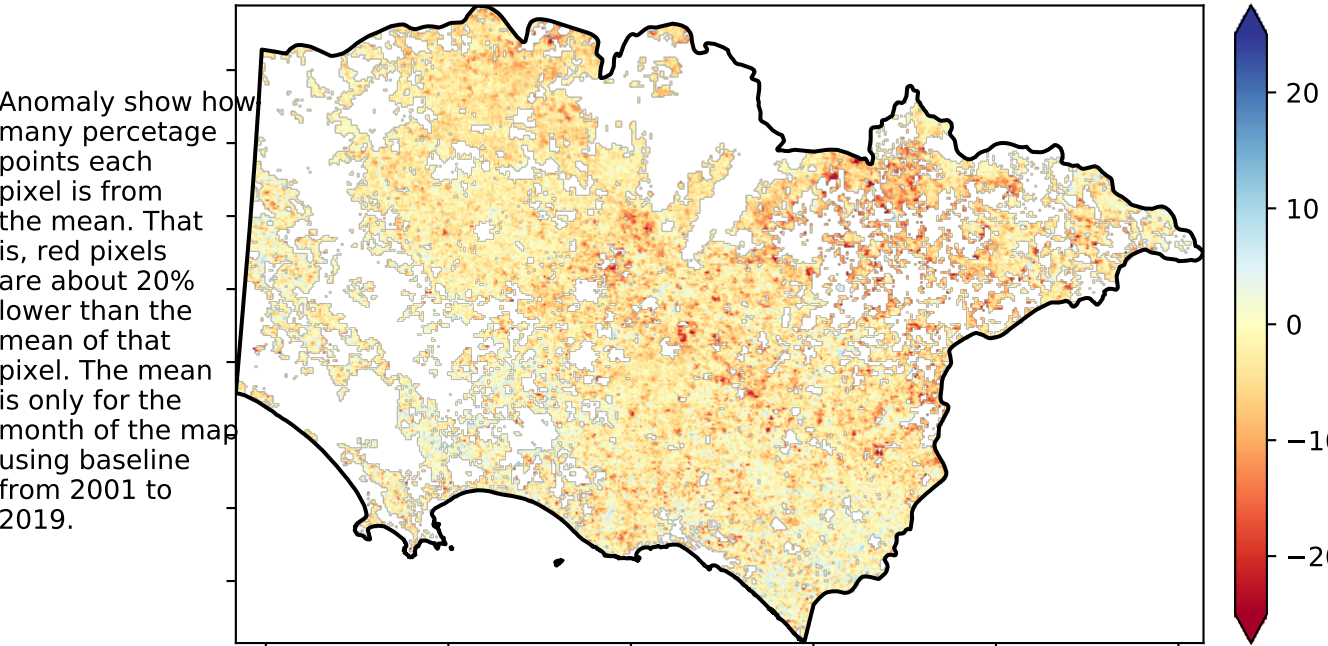 Anomaly show how
many percetage
points each
pixel is from
the mean. That
is, red pixels
are about 20%
lower than the
mean of that
pixel. The mean
is only for the
month of the map
using baseline
from 2001 to
2019.
20
10
0
−10
−20